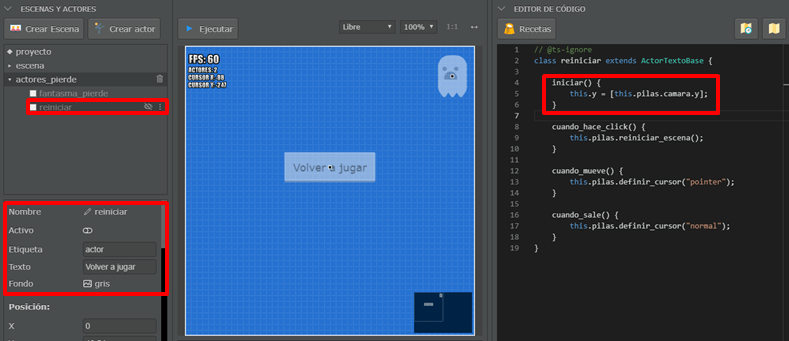 ESCENAS Y ACTORES
Crear Escena
Crear actor
proyecto
escena
actores_pierde
fantasma_pierde
reiniciar
Nombre
reiniciar
Activo
Etiqueta
actor
Texto
Volver a jugar
Fondo
gris
Posición:
X
0
Ejecutar
Libre
100%
1:1
FPS: 60
ACTORES: 2
CURSOR X: 88
CURSOR Y: -247
Volver a jugar
EDITOR DE CÓDIGO
Recetas
1 // @ts-ignore
2 class reiniciar extends ActorTextoBase {
3
4 iniciar() {
5 this.y = [this.pilas.camara.y];
6 }
7
8 cuando_hace_click() {
9 this.pilas.reiniciar_escena();
10 }
11
12 cuando_mueve() {
13 this.pilas.definir_cursor("pointer");
14 }
15
16 cuando_sale() {
17 this.pilas.definir_cursor("normal");
18 }
19 }